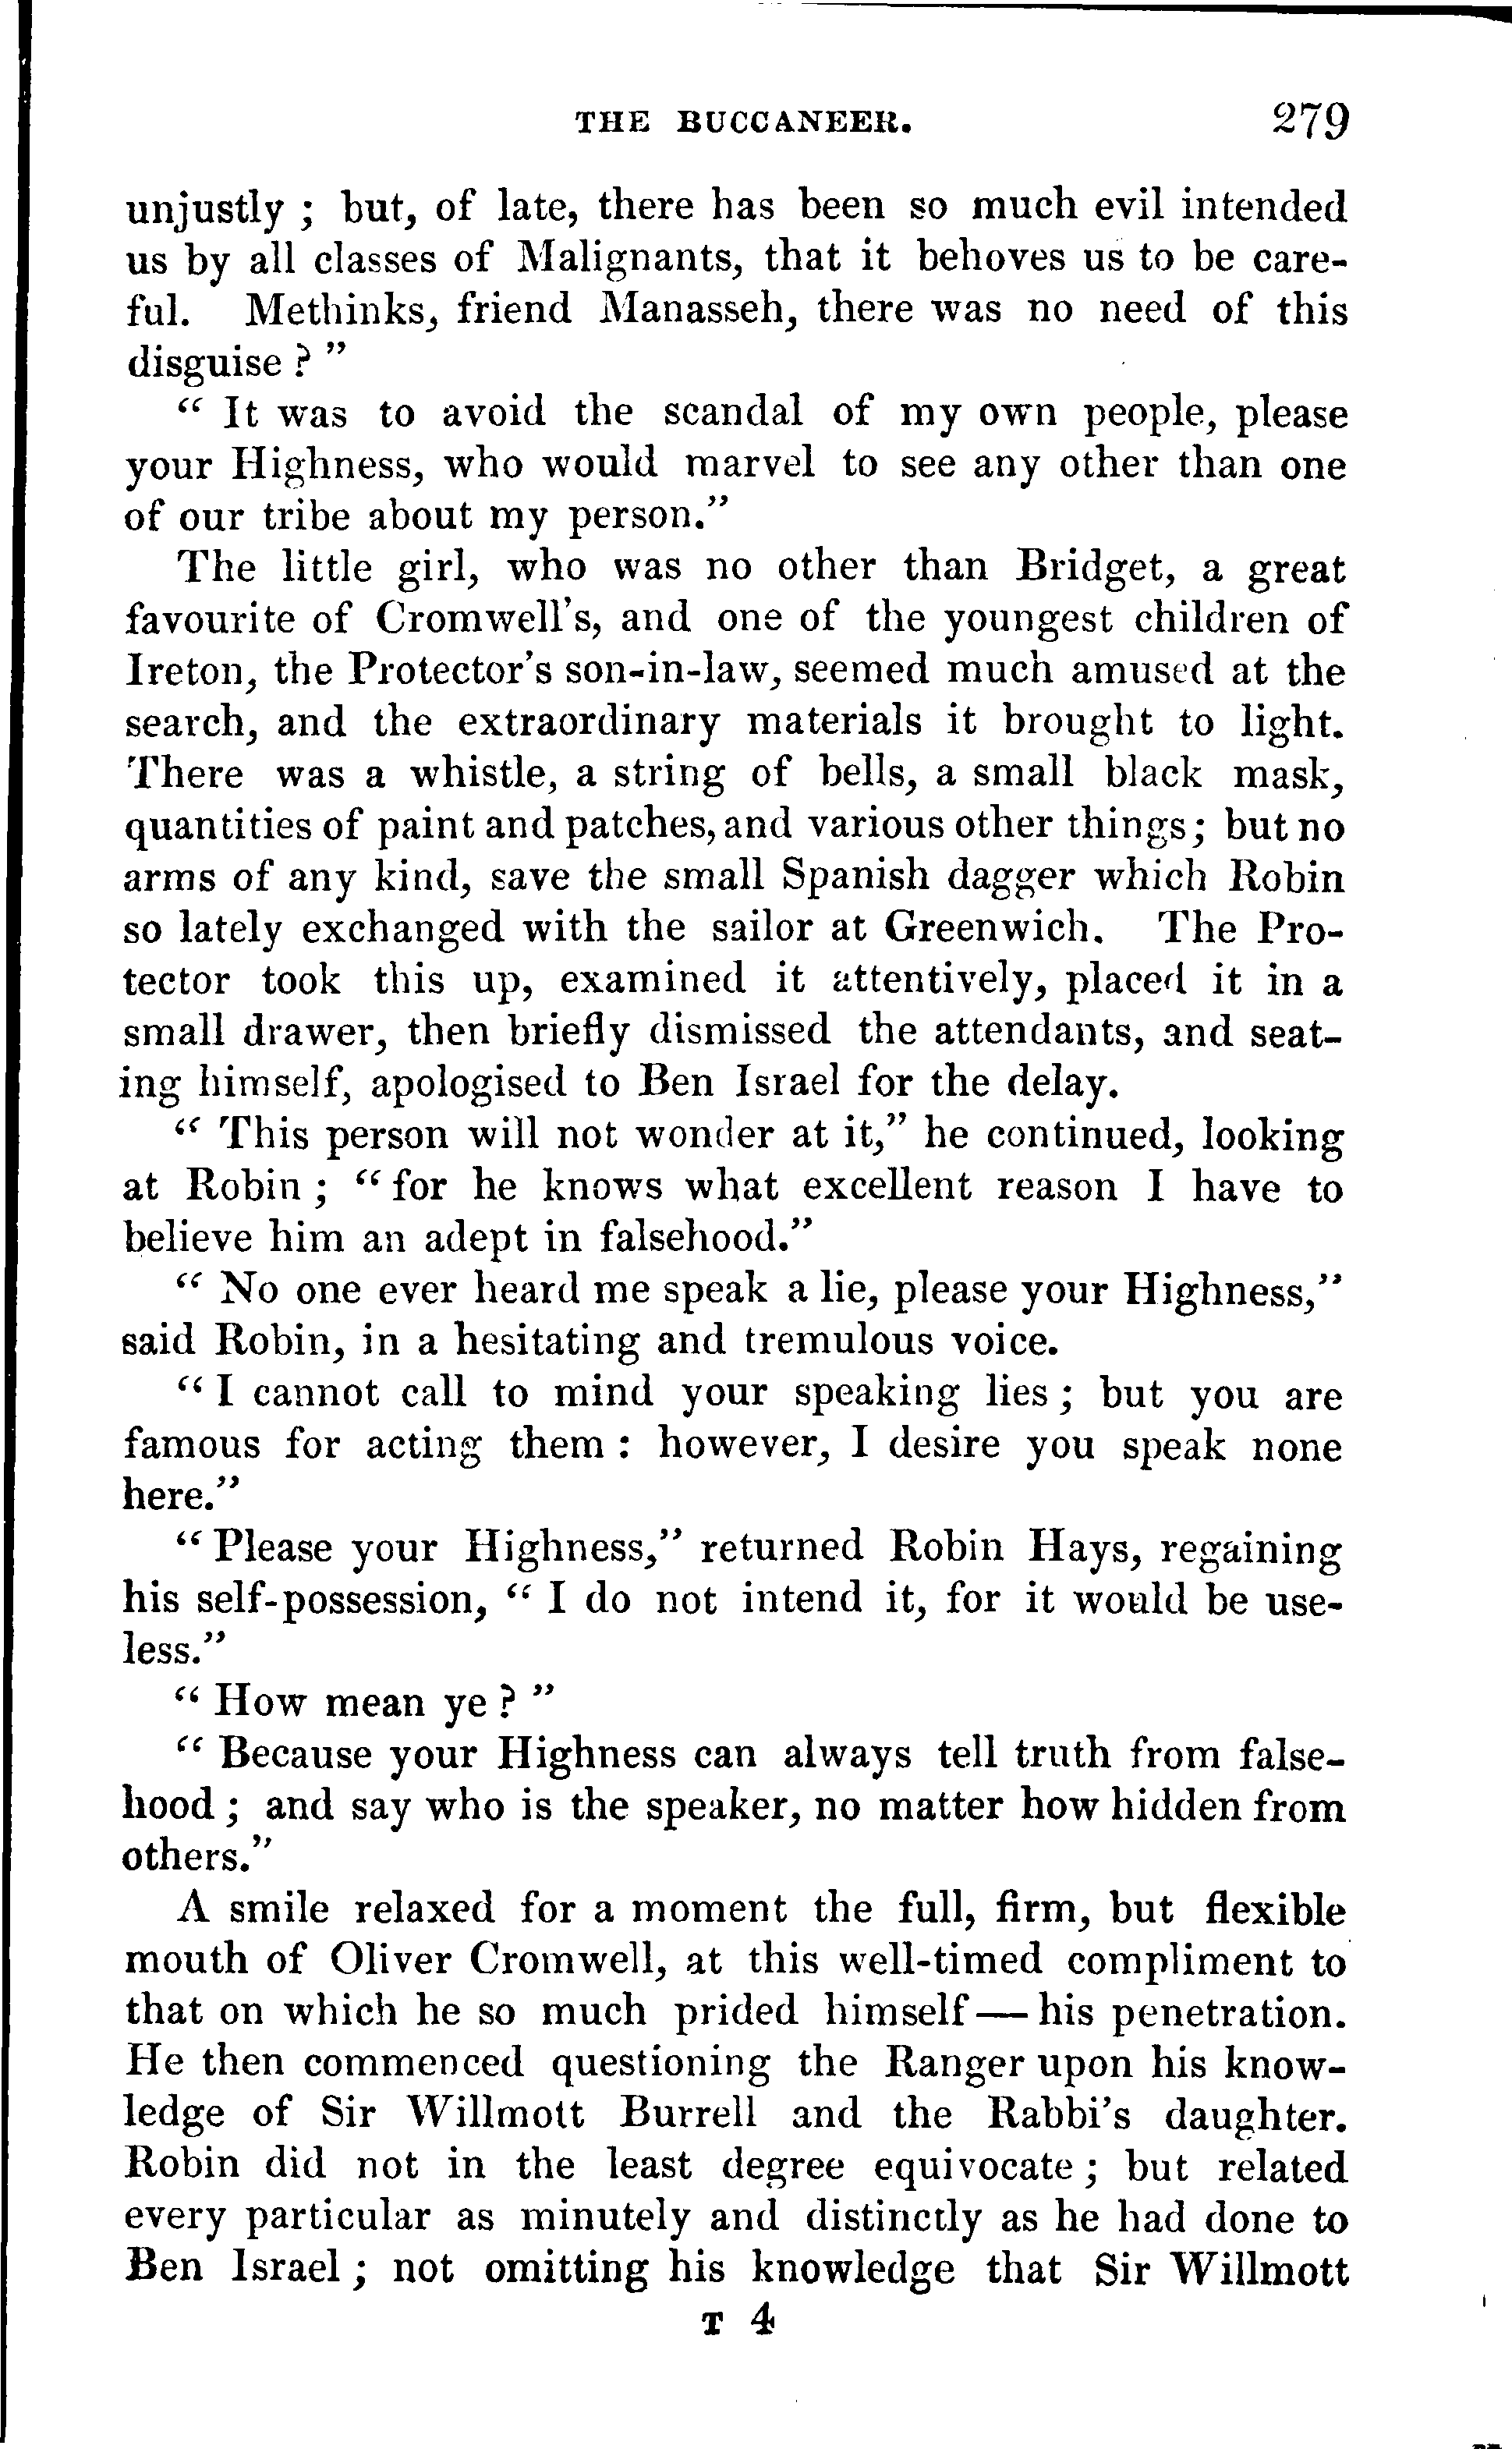 THE BUCCANEER. 279
unjustly ; but, of late, there has been so much evil intended
us by all classes of Malignants, that it behoves us to be care-
ful. Methinks, friend Manasseh, there was no need of this
disguise ? ”
“ It was to avoid the scandal of my own people, please
your Highness, who would marvel to see any other than one
of our tribe about my person.”
The little girl, who was no other than Bridget, a great
favourite of Cromwell's, and one of the youngest children of
Ireton, the Protector's son-in-law, seemed much amused at the
search, and the extraordinary materials it brought to light.
There was a whistle, a string of bells, a small black mask,
quantities of paint and patches, and various other things ; but no
arms of any kind, save the small Spanish dagger which Robin
so lately exchanged with the sailor at Greenwich. The Pro-
tector took this up, examined it attentively, placed it in a
small drawer, then briefly dismissed the attendants, and seat-
ing himself, apologised to Ben Israel for the delay.
“ This person will not wonder at it,” he continued, looking
at Robin ; “ for he knows what excellent reason I have to
believe him an adept in falsehood.”
“ No one ever heard me speak a lie, please your Highness,”
said Robin, in a hesitating and tremulous voice.
“ I cannot call to mind your speaking lies ; but you are
famous for acting them : however, I desire you speak none
here.”
“ Please your Highness,” returned Robin Hays, regaining
his self-possession, “ I do not intend it, for it would be use-
less.”
“ How mean ye ? ”
“ Because your Highness can always tell truth from false-
hood ; and say who is the speaker, no matter how hidden from
others.”
A smile relaxed for a moment the full, firm, but flexible
mouth of Oliver Cromwell, at this well-timed compliment to
that on which he so much prided himself — his penetration.
He then commenced questioning the Ranger upon his know-
ledge of Sir Willmott Burrell and the Rabbi's daughter.
Robin did not in the least degree equivocate ; but related
every particular as minutely and distinctly as he had done to
Ben Israel ; not omitting his knowledge that Sir Willmott
T 4